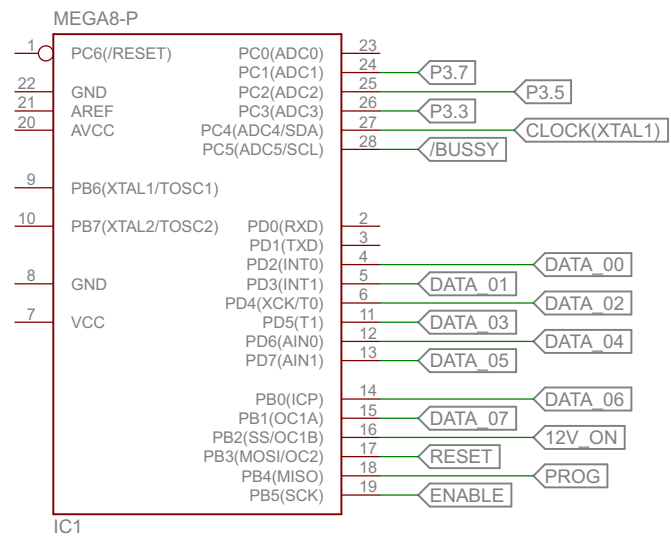 MEGA8-P
1 PC6(/RESET) PC0(ADC0) 23
PC1(ADC1) 24 P3.7
22 GND PC2(ADC2) 25 P3.5
21 AREF PC3(ADC3) 26 P3.3
20 AVCC PC4(ADC4/SDA) 27 CLOCK(XTAL1)
PC5(ADC5/SCL) 28 /BUSSY
9 PB6(XTAL1/TOSC1)
10 PB7(XTAL2/TOSC2) PD0(RXD) 2
PD1(TXD) 3
PD2(INT0) 4 DATA_00
8 GND PD3(INT1) 5 DATA_01
PD4(XCK/T0) 6 DATA_02
7 VCC PD5(T1) 11 DATA_03
PD6(AIN0) 12 DATA_04
PD7(AIN1) 13 DATA_05
PB0(ICP) 14 DATA_06
PB1(OC1A) 15 DATA_07
PB2(SS/OC1B) 16 12V_ON
PB3(MOSI/OC2) 17 RESET
PB4(MISO) 18 PROG
PB5(SCK) 19 ENABLE
IC1